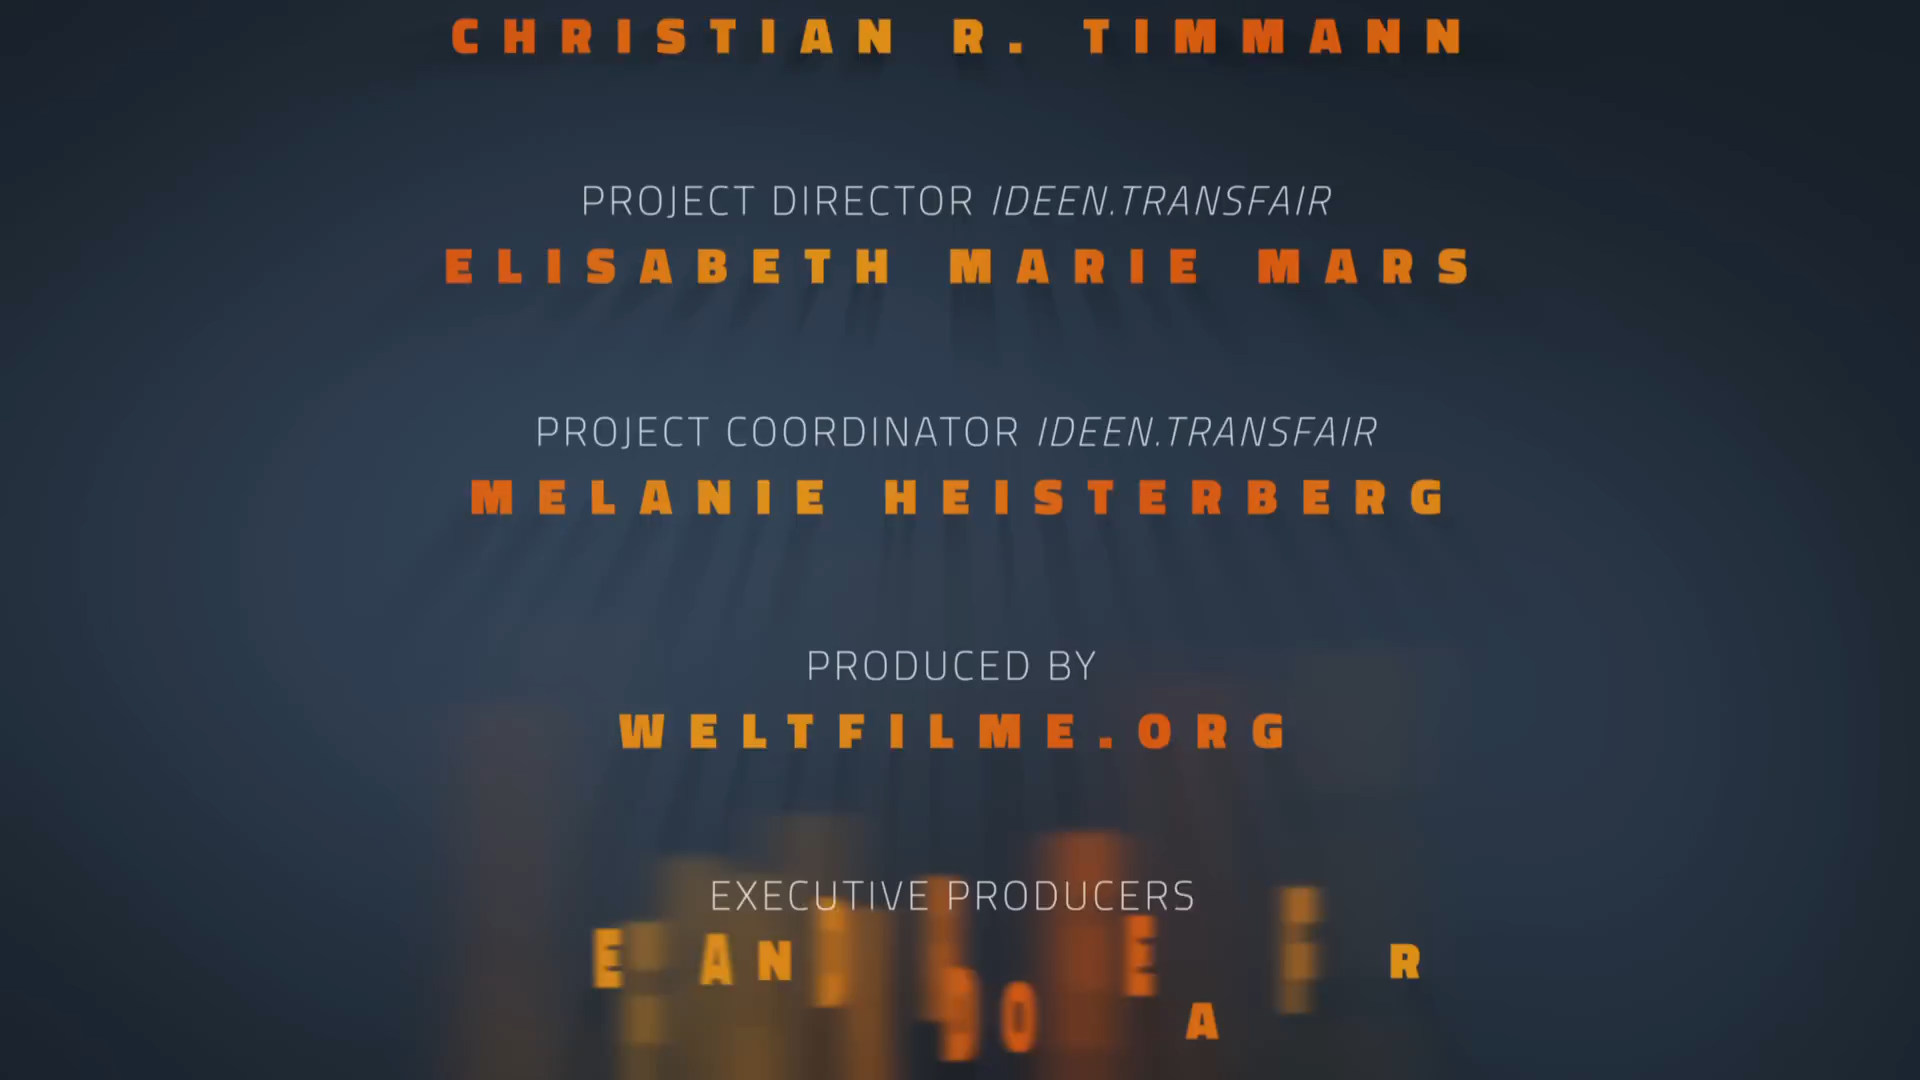 CHRISTIAN R. TIMMANN
PROJECT DIRECTOR IDEEN.TRANSFAIR
ELISABETH MARIE MARS
PROJECT COORDINATOR IDEEN.TRANSFAIR
MELANIE HEISTERBERG
PRODUCED BY
WELTFILME.ORG
EXECUTIVE PRODUCERS